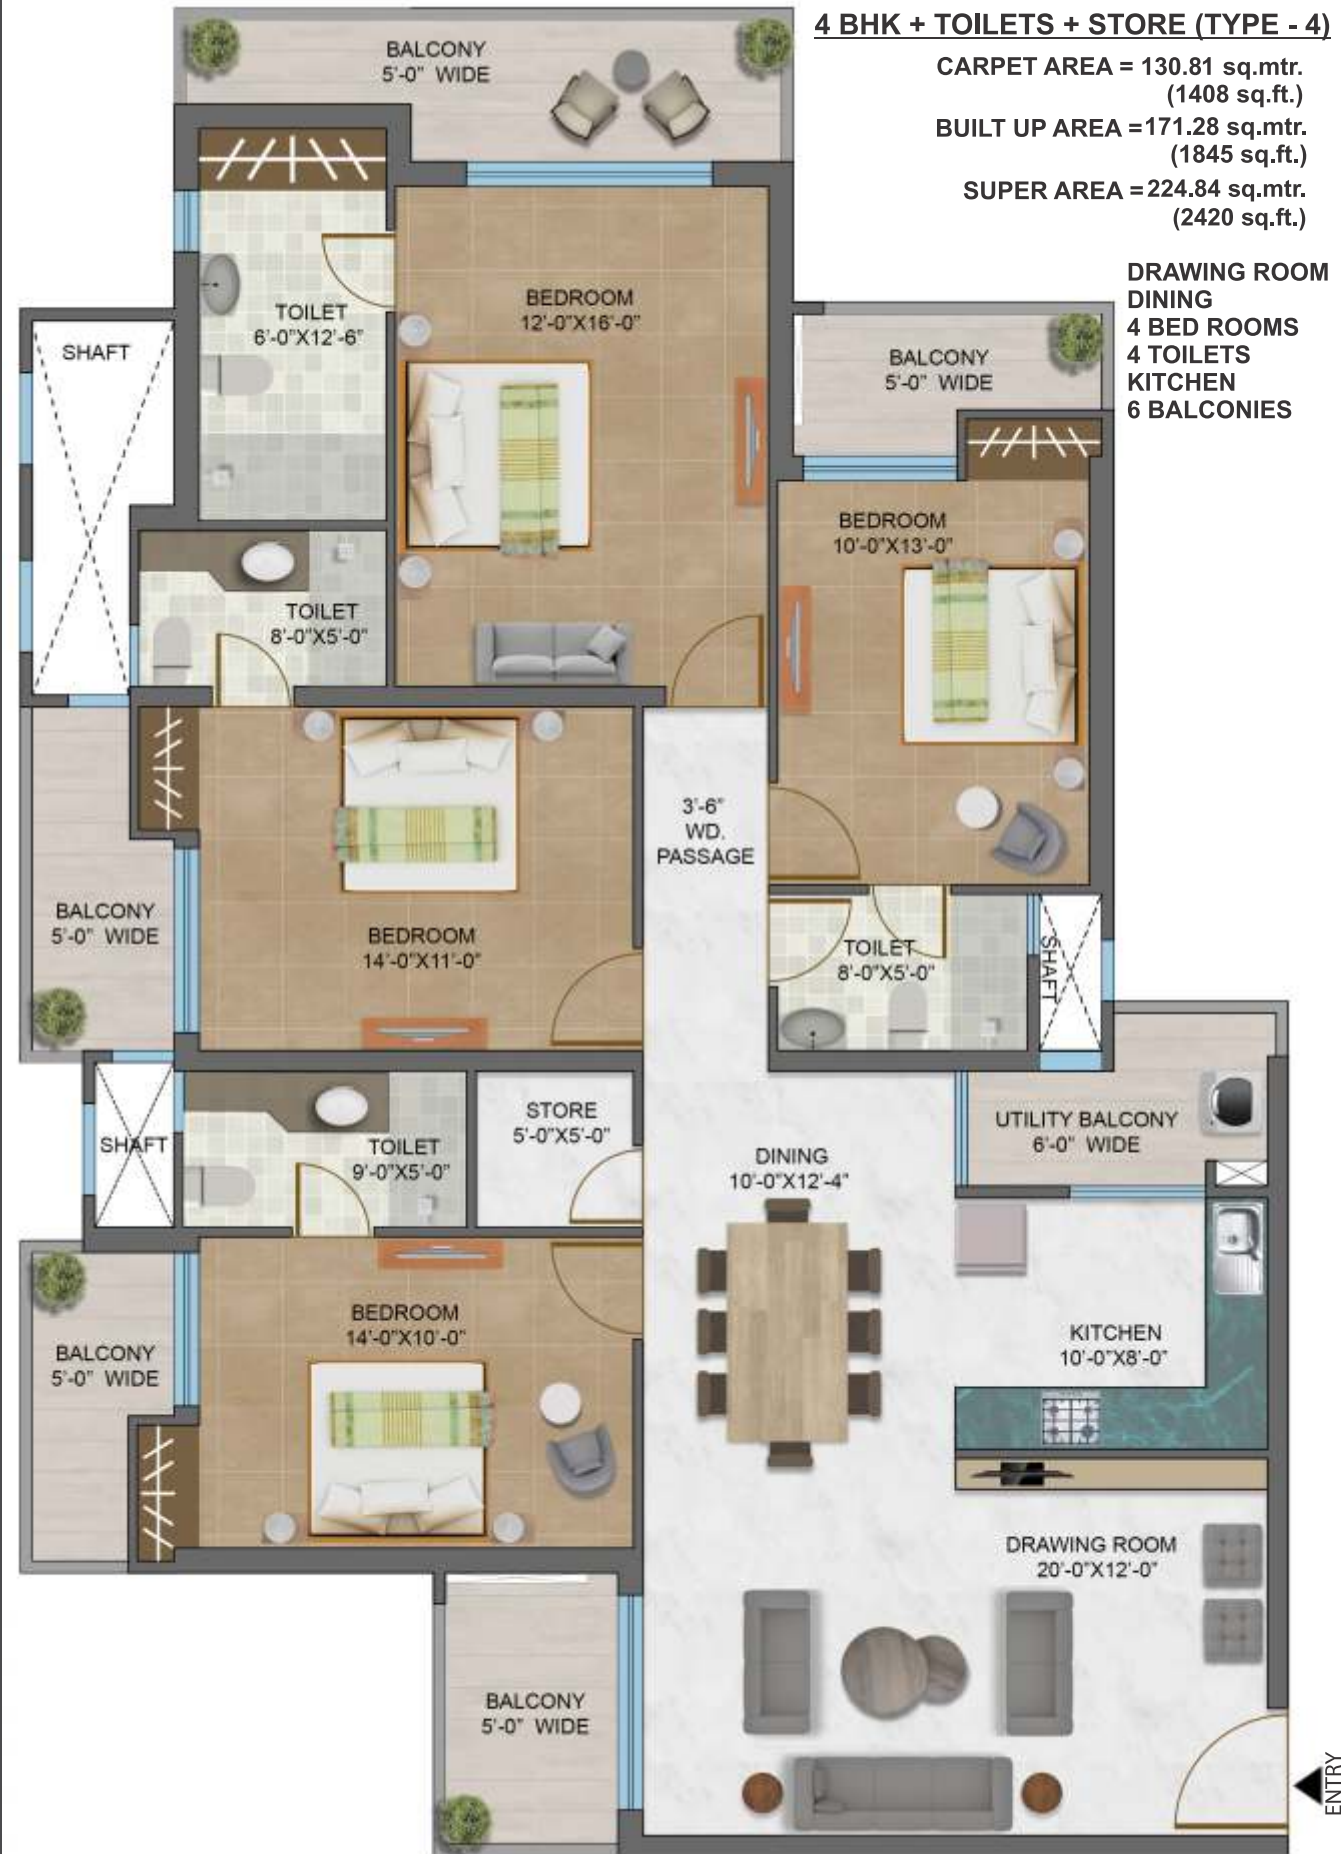 4 BHK + TOILETS + STORE (TYPE - 4)
CARPET AREA = 130.81 sq.mtr.
(1408 sq.ft.)
BUILT UP AREA =171.28 sq.mtr.
(1845 sq.ft.)
SUPER AREA = 224.84 sq.mtr.
(2420 sq.ft.)
DRAWING ROOM
DINING
4 BED ROOMS
4 TOILETS
KITCHEN
6 BALCONIES
BALCONY
5'-0" WIDE
TOILET
6'-0"X12'-6"
BEDROOM
12'-0"X16'-0"
SHAFT
BALCONY
5'-0" WIDE
BEDROOM
10'-0"X13'-0"
TOILET
8'-0"X5'-0"
3'-6"
WD.
PASSAGE
BALCONY
5'-0" WIDE
BEDROOM
14'-0"X11'-0"
TOILET
8'-0"X5'-0"
SHAFT
SHAFT
TOILET
9'-0"X5'-0"
STORE
5'-0"X5'-0"
DINING
10'-0"X12'-4"
UTILITY BALCONY
6'-0" WIDE
BALCONY
5'-0" WIDE
BEDROOM
14'-0"X10'-0"
KITCHEN
10'-0"X8'-0"
DRAWING ROOM
20'-0"X12'-0"
BALCONY
5'-0" WIDE
ENTRY